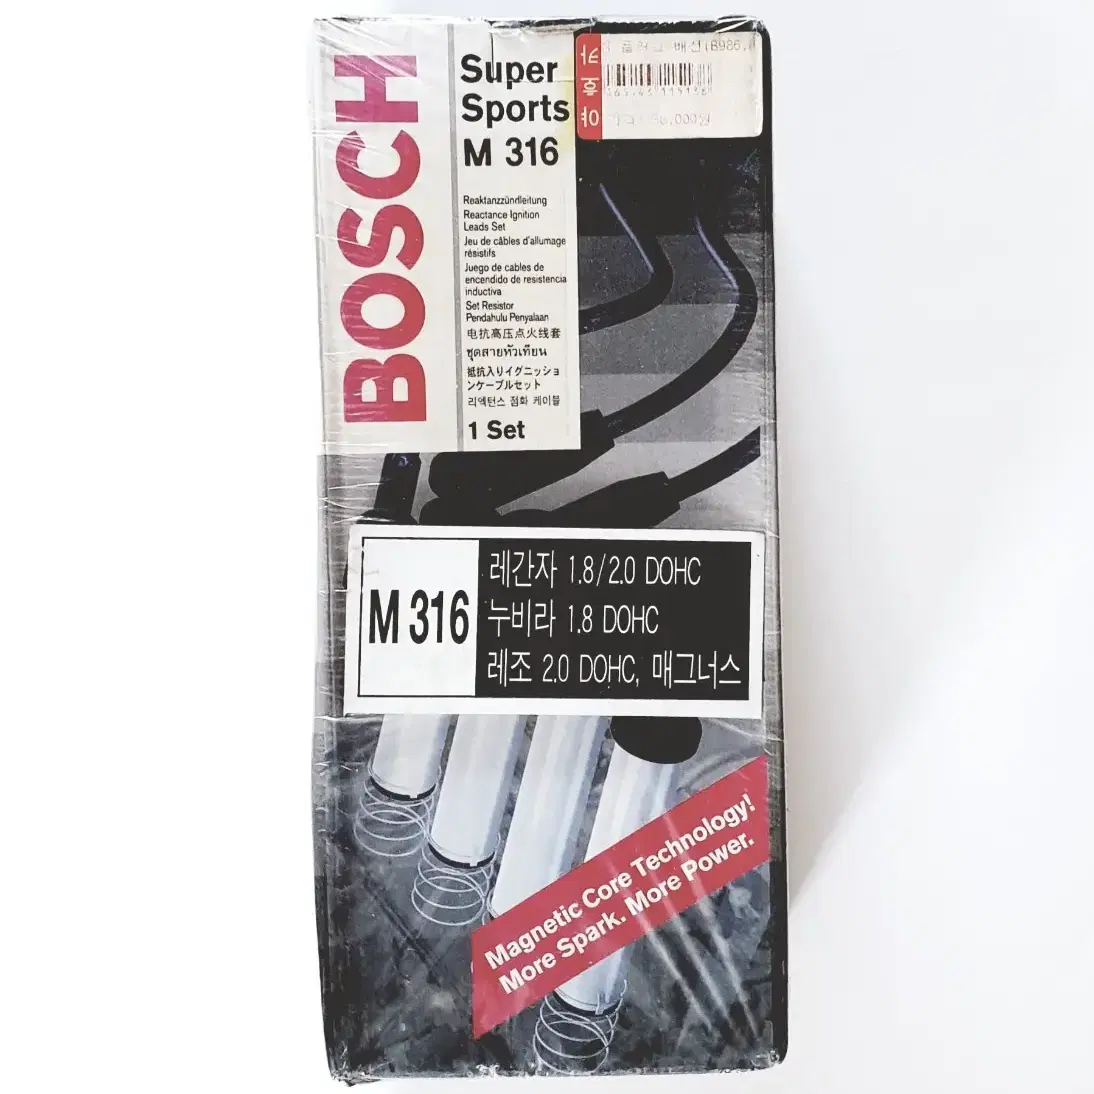 BOSCH
Super
Sports
M 316
Reaktanzzündleitung
Reactance Ignition
Leads Set
Jeu de câbles d'allumage
résistifs
Juego de cables de
encendido de resistencia
inductiva
Set Resistor
Pendahulu Penyalaan
电抗高压点火线套
ชุดสายหัวเทียน
抵抗入りイグニッショ
ンケーブルセット
리엑턴스 점화 케이블
1 Set
배선(8986,
M 316
레간자 1.8/2.0 DOHC
누비라 1.8 DOHC
레조 2.0 DOHC, 매그너스
Magnetic Core Technology!
More Spark. More Power.